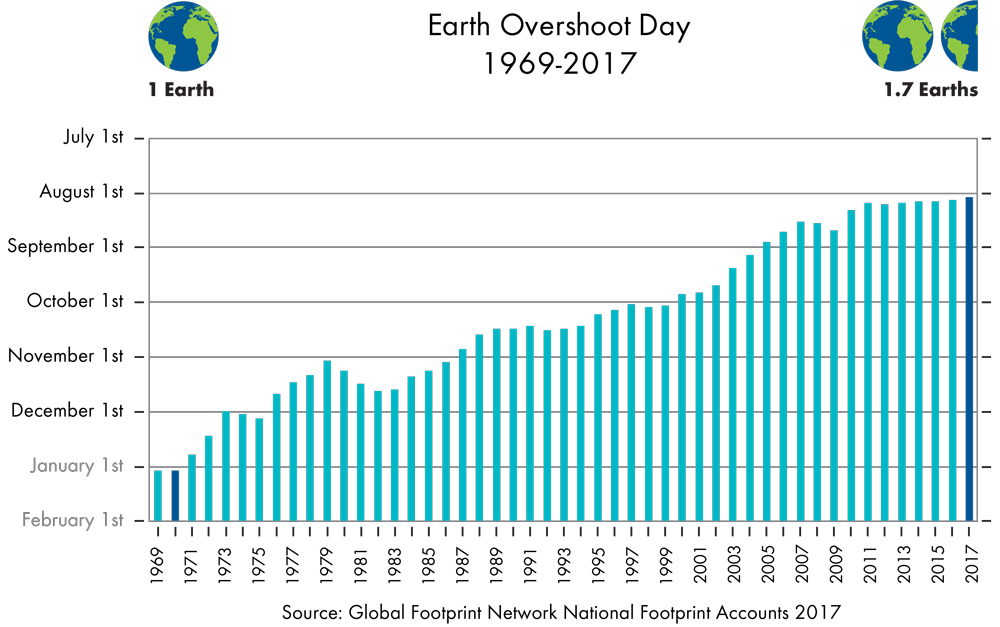 Earth Overshoot Day
1969-2017
1 Earth
1.7 Earths
July 1st
August 1st
September 1st
October 1st
November 1st
December 1st
January 1st
February 1st
1969
1971
1973
1975
1977
1979
1981
1983
1985
1987
1989
1991
1993
1995
1997
1999
2001
2003
2005
2007
2009
2011
2013
2015
2017
Source: Global Footprint Network National Footprint Accounts 2017